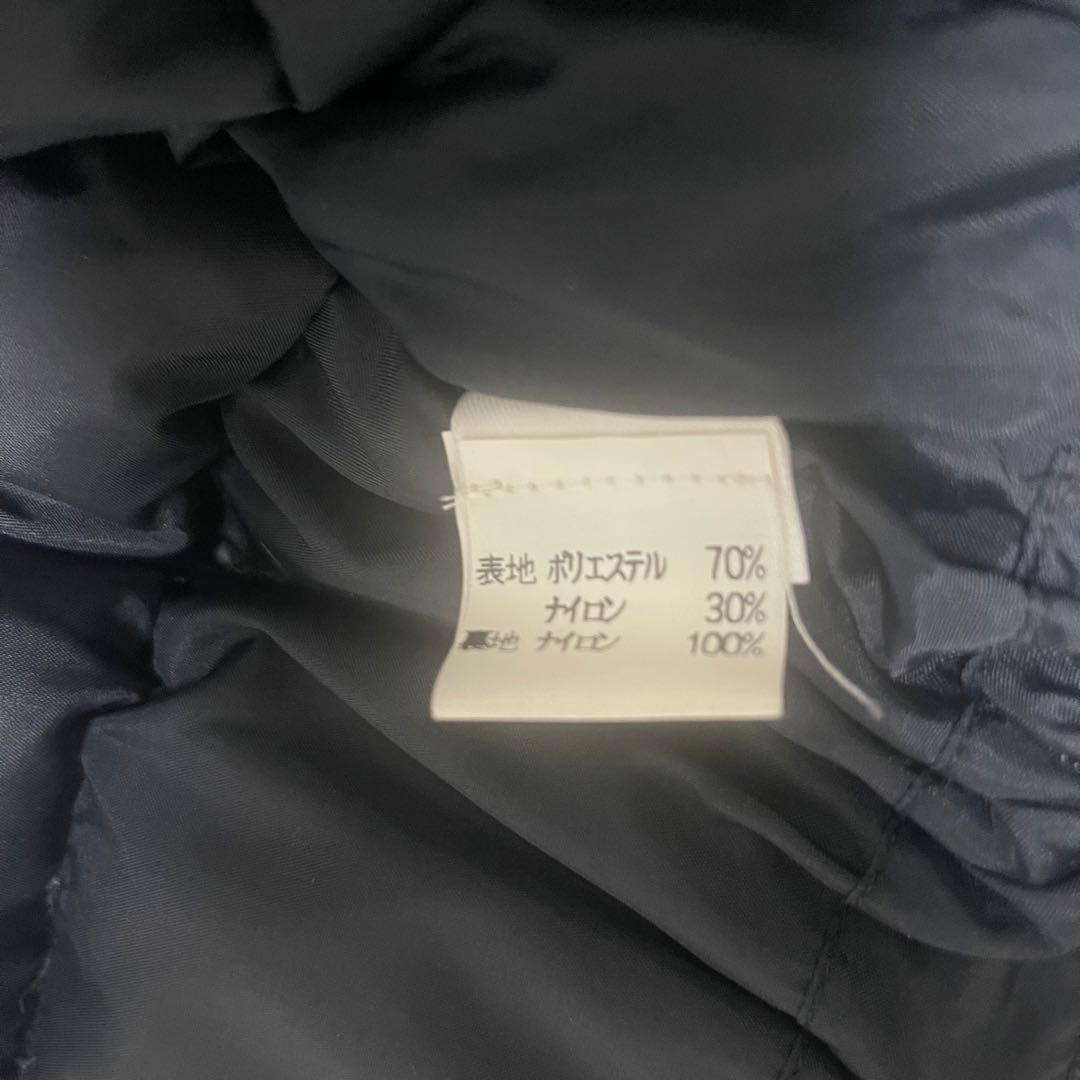 表地 ポリエステル 70%
ナイロン 30%
裏地 ナイロン 100%